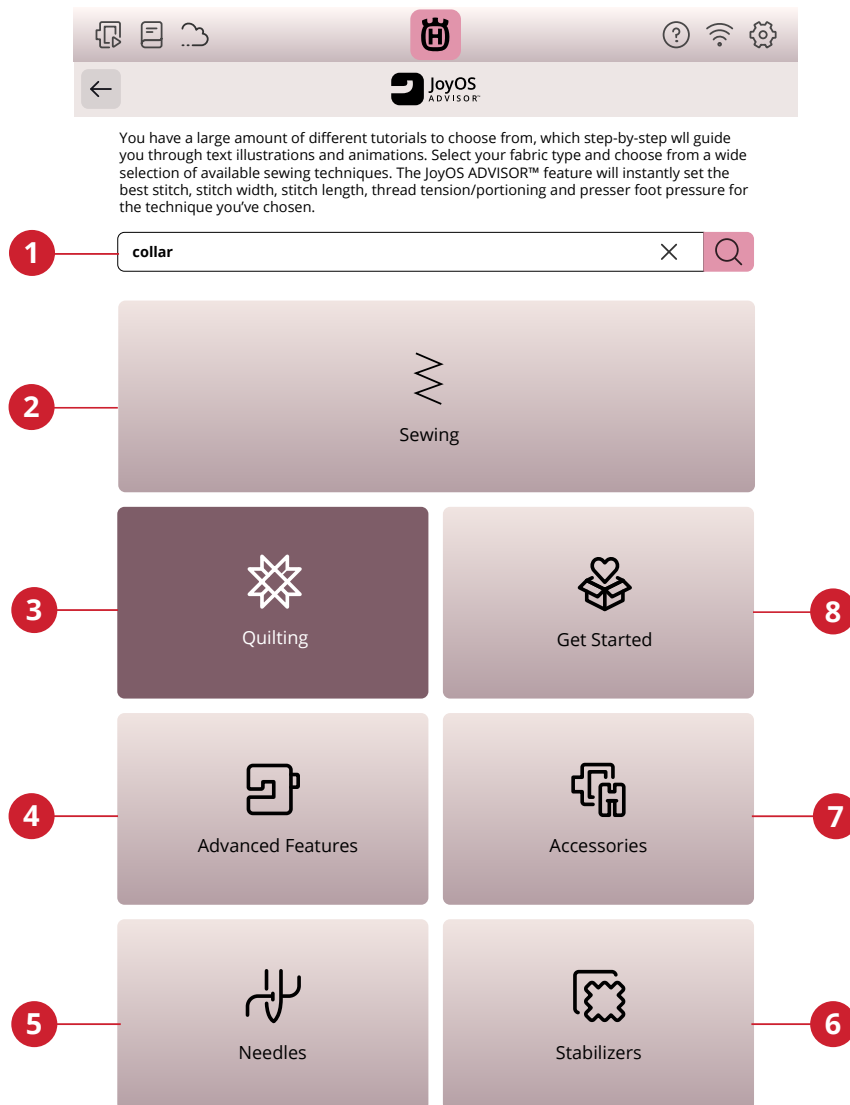 H
?
JoyOS
ADVISOR™
You have a large amount of different tutorials to choose from, which step-by-step wll guide
you through text illustrations and animations. Select your fabric type and choose from a wide
selection of available sewing techniques. The JoyOS ADVISOR™ feature will instantly set the
best stitch, stitch width, stitch length, thread tension/portioning and presser foot pressure for
the technique you’ve chosen.
1
collar
2
Sewing
3
Quilting
Get Started
8
4
Advanced Features
Accessories
7
5
Needles
Stabilizers
6